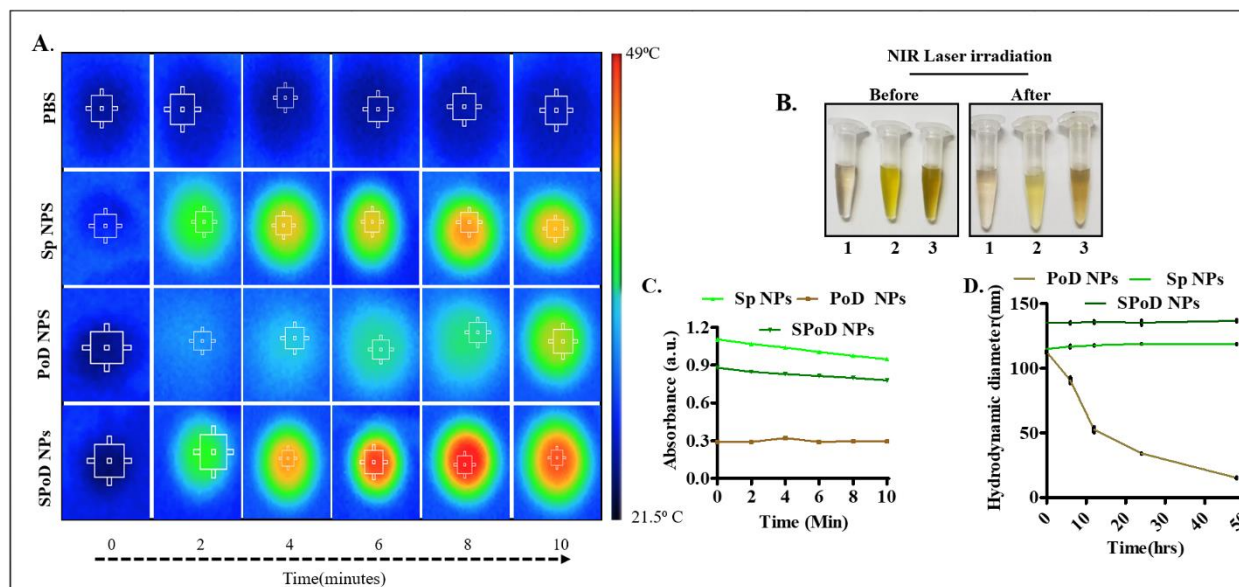 A.
49ºC
PBS
Sp NPS
PoD NPS
SPoD NPs
21.5º C
0 2 4 6 8 10
Time(minutes)
NIR Laser irradiation
B.
Before After
1 2 3 1 2 3
C.
Sp NPs PoD NPs
SPoD NPs
Absorbance (a.u.)
1.2
0.9
0.6
0.3
0.0
0 2 4 6 8 10
Time (Min)
D.
PoD NPs Sp NPs
SPoD NPs
Hydrodynamic diameter(nm)
150
100
50
0
0 10 20 30 40 50
Time(hrs)